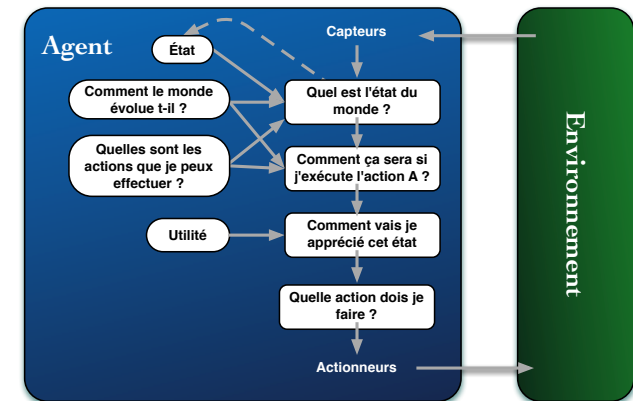 Agent
Capteurs
État
Comment le monde
évolue t-il ?
Quel est l'état du
monde ?
Quelles sont les
actions que je peux
effectuer ?
Comment ça sera si
j'exécute l'action A ?
Utilité
Comment vais je
apprécié cet état
Quelle action dois je
faire ?
Actionneurs
Environnement